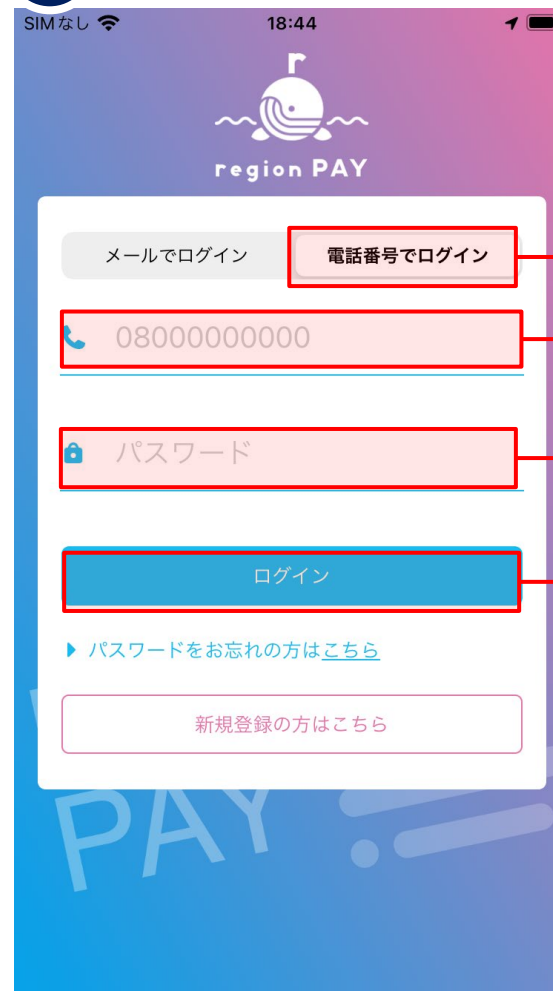 SIMなし 18:44
r
region PAY
メールでログイン 電話番号でログイン
08000000000
パスワード
ログイン
パスワードをお忘れの方はこちら
新規登録の方はこちら
PAY